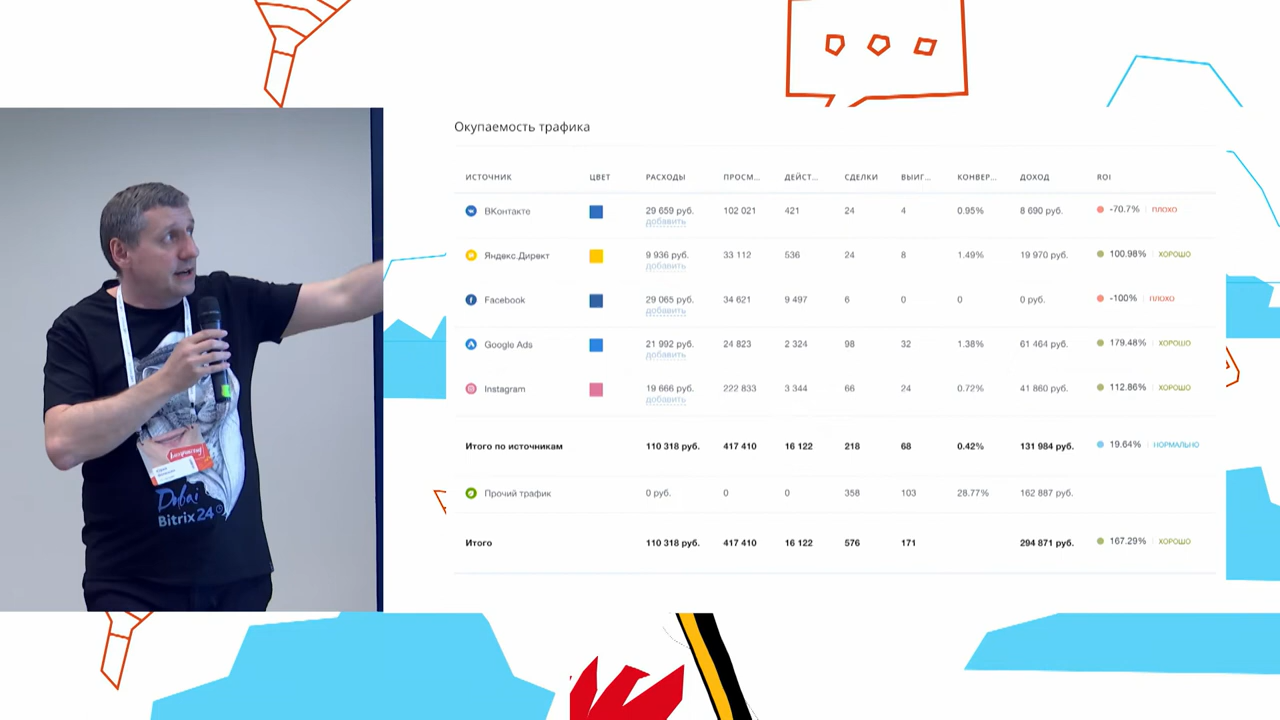 Окупаемость трафика
ИСТОЧНИК ЦВЕТ РАСХОДЫ ПРОСМ... ДЕЙСТ... СДЕЛКИ ВЫИГ... КОНВЕР... ДОХОД ROI
ВКонтакте 29 659 руб. 102 021 421 24 4 0.95% 8 690 руб. -70.7% ПЛОХО
добавить
Яндекс.Директ 9 936 руб. 33 112 536 24 8 1.49% 19 970 руб. 100.98% ХОРОШО
добавить
Facebook 29 065 руб. 34 621 9 497 6 0 0 0 руб. -100% ПЛОХО
добавить
Google Ads 21 992 руб. 24 823 2 324 98 32 1.38% 61 464 руб. 179.48% ХОРОШО
добавить
Instagram 19 666 руб. 222 833 3 344 66 24 0.72% 41 860 руб. 112.86% ХОРОШО
добавить
Итого по источникам 110 318 руб. 417 410 16 122 218 68 0.42% 131 984 руб. 19.64% НОРМАЛЬНО
Прочий трафик 0 руб. 0 0 358 103 28.77% 162 887 руб.
Итого 110 318 руб. 417 410 16 122 576 171 294 871 руб. 167.29% ХОРОШО
Dubai
Bitrix24